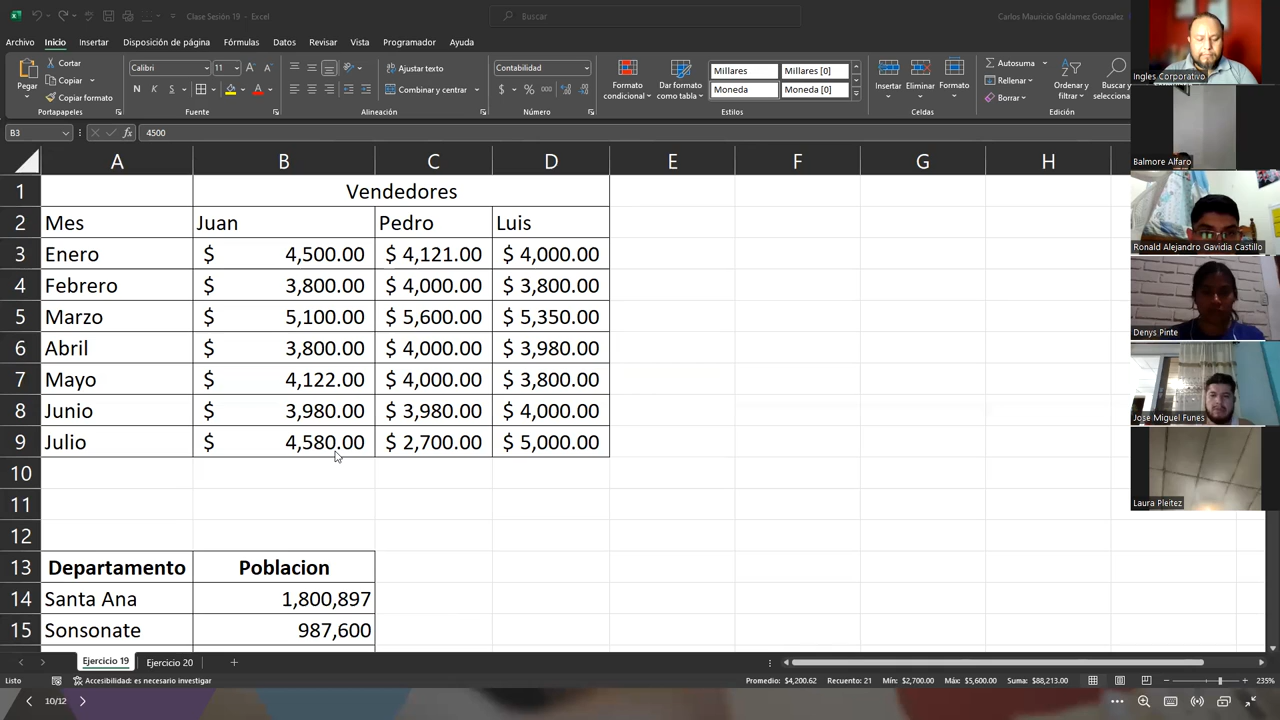 Clase Sesión 19 - Excel
Buscar
Carlos Mauricio Galdamez Gonzalez
Archivo Inicio Insertar Disposición de página Fórmulas Datos Revisar Vista Programador Ayuda
Pegar
Cortar
Copiar
Copiar formato
Portapapeles
Calibri 11
N K S
Fuente
Ajustar texto
Combinar y centrar
Alineación
Contabilidad
$ % 000
Número
Formato condicional
Dar formato como tabla
Millares Millares [0]
Moneda Moneda [0]
Estilos
Insertar Eliminar Formato
Celdas
Autosuma
Rellenar
Borrar
Ordenar y filtrar
Buscar y selecciona
Edición
B3 fx 4500
A B C D E F G H
1 Vendedores
2 Mes Juan Pedro Luis
3 Enero $ 4,500.00 $ 4,121.00 $ 4,000.00
4 Febrero $ 3,800.00 $ 4,000.00 $ 3,800.00
5 Marzo $ 5,100.00 $ 5,600.00 $ 5,350.00
6 Abril $ 3,800.00 $ 4,000.00 $ 3,980.00
7 Mayo $ 4,122.00 $ 4,000.00 $ 3,800.00
8 Junio $ 3,980.00 $ 3,980.00 $ 4,000.00
9 Julio $ 4,580.00 $ 2,700.00 $ 5,000.00
10
11
12
13 Departamento Poblacion
14 Santa Ana 1,800,897
15 Sonsonate 987,600
Ejercicio 19 Ejercicio 20
Listo Accesibilidad: es necesario investigar Promedio: $4,200.62 Recuento: 21 Mín: $2,700.00 Máx: $5,600.00 Suma: $88,213.00 235%
10/12
Ingles Corporativo
Balmore Alfaro
Ronald Alejandro Gavidia Castillo
Denys Pinte
José Miguel Funes
Laura Pleitez